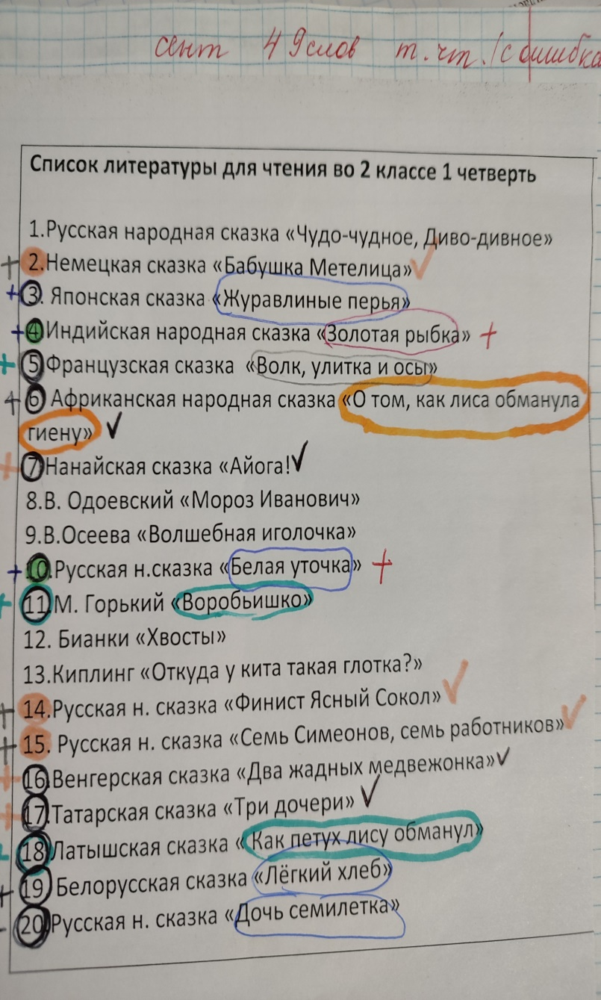 сент 49 слов т.чт./с ошибка
Список литературы для чтения во 2 классе 1 четверть
1.Русская народная сказка «Чудо-чудное, Диво-дивное»
+ 2.Немецкая сказка «Бабушка Метелица» ✓
+ 3. Японская сказка «Журавлиные перья»
+ 4 Индийская народная сказка «Золотая рыбка» +
+ 5 Французская сказка «Волк, улитка и осы»
+ 6 Африканская народная сказка «О том, как лиса обманула
гиену» ✓
+ 7 Нанайская сказка «Айога! ✓
8.В. Одоевский «Мороз Иванович»
9.В.Осеева «Волшебная иголочка»
+ 10.Русская н.сказка «Белая уточка» +
+ 11.М. Горький «Воробьишко»
12. Бианки «Хвосты»
13.Киплинг «Откуда у кита такая глотка?»
+ 14.Русская н. сказка «Финист Ясный Сокол» ✓
+ 15. Русская н. сказка «Семь Симеонов, семь работников» ✓
+ 16.Венгерская сказка «Два жадных медвежонка» ✓
+ 17.Татарская сказка «Три дочери» ✓
18.Латышская сказка « Как петух лису обманул»
+ 19. Белорусская сказка «Лёгкий хлеб»
20.Русская н. сказка «Дочь семилетка»